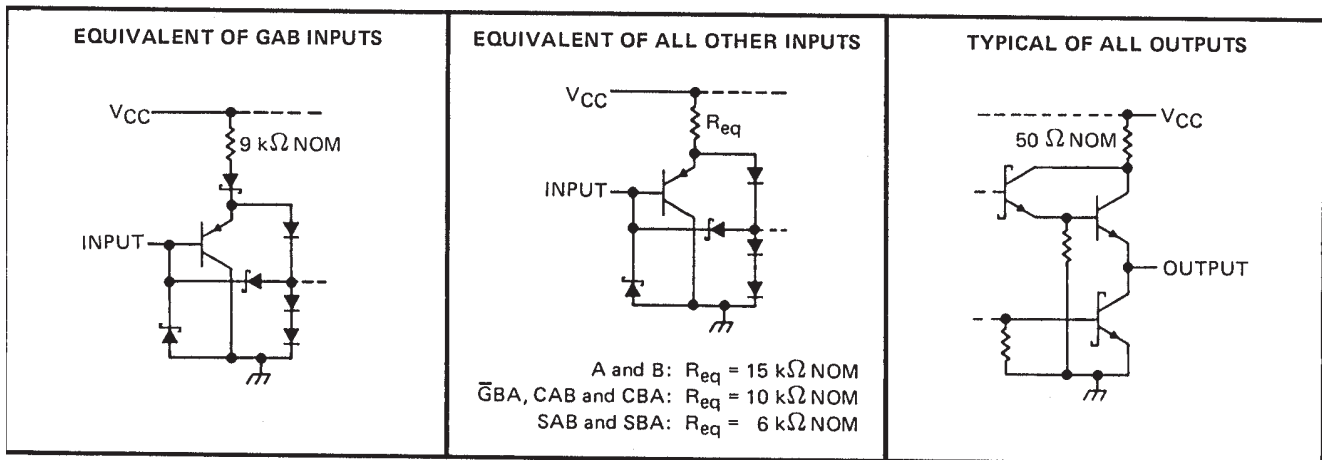 EQUIVALENT OF GAB INPUTS
VCC
9 kΩ NOM
INPUT
EQUIVALENT OF ALL OTHER INPUTS
VCC
Req
INPUT
A and B: Req = 15 kΩ NOM
G̅BA, CAB and CBA: Req = 10 kΩ NOM
SAB and SBA: Req = 6 kΩ NOM
TYPICAL OF ALL OUTPUTS
VCC
50 Ω NOM
OUTPUT